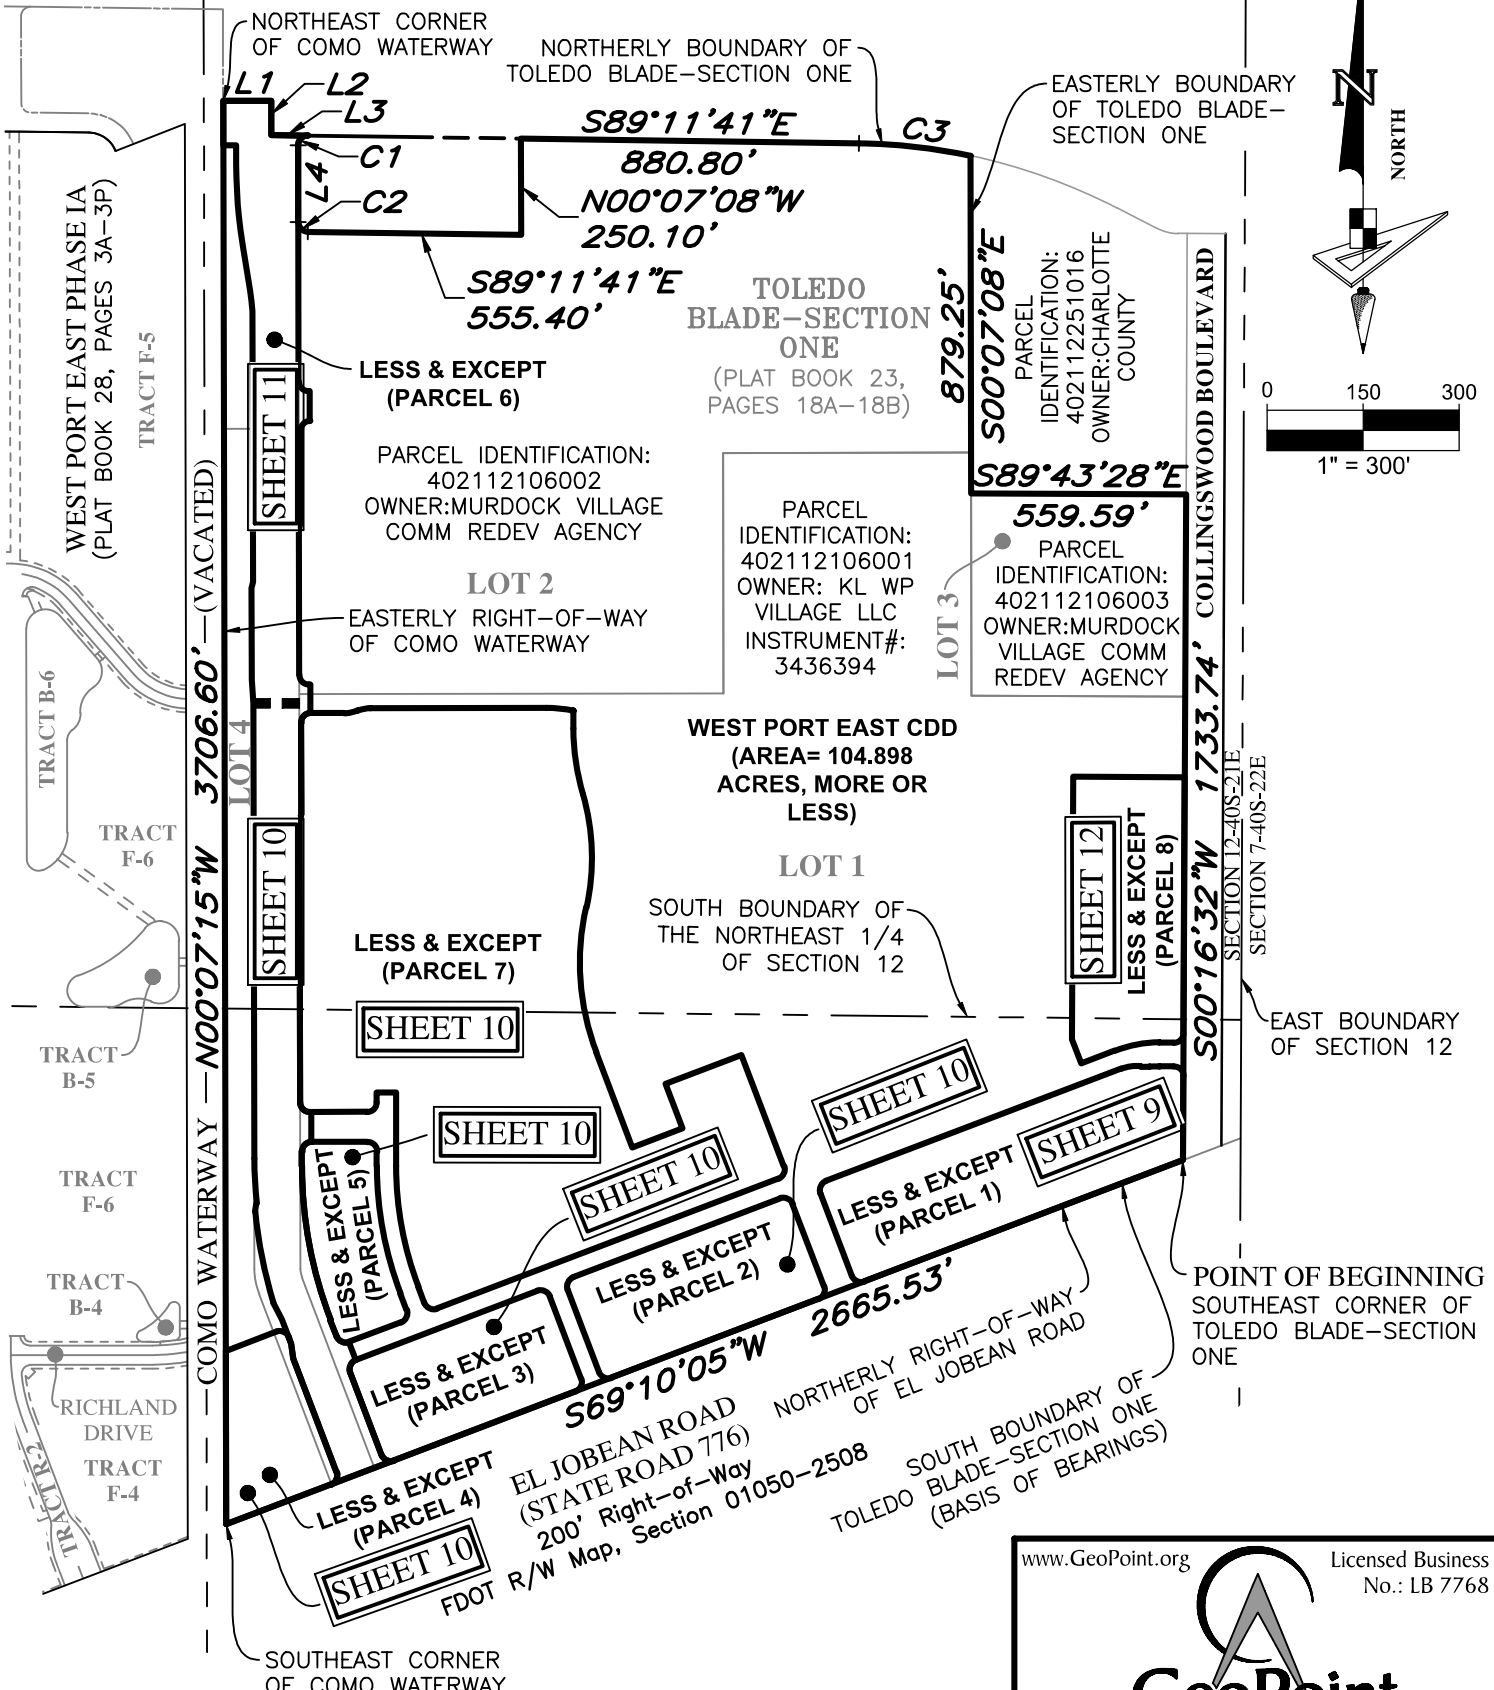 NORTHEAST CORNER
OF COMO WATERWAY
L1
L2
L3
C1
L4
C2
NORTHERLY BOUNDARY OF
TOLEDO BLADE-SECTION ONE
S89°11'41"E
880.80'
C3
N00°07'08"W
250.10'
S89°11'41"E
555.40'
EASTERLY BOUNDARY
OF TOLEDO BLADE-
SECTION ONE
N
NORTH
0 150 300
1" = 300'
WEST PORT EAST PHASE IA
(PLAT BOOK 28, PAGES 3A-3P)
TRACT F-5
TOLEDO
BLADE-SECTION
ONE
(PLAT BOOK 23,
PAGES 18A-18B)
879.25'
S00°07'08"E
PARCEL
IDENTIFICATION:
402112251016
OWNER:CHARLOTTE
COUNTY
COLLINGSWOOD BOULEVARD
LESS & EXCEPT
(PARCEL 6)
SHEET 11
PARCEL IDENTIFICATION:
402112106002
OWNER:MURDOCK VILLAGE
COMM REDEV AGENCY
LOT 2
EASTERLY RIGHT-OF-WAY
OF COMO WATERWAY
PARCEL
IDENTIFICATION:
402112106001
OWNER: KL WP
VILLAGE LLC
INSTRUMENT#:
3436394
S89°43'28"E
559.59'
PARCEL
IDENTIFICATION:
402112106003
OWNER:MURDOCK
VILLAGE COMM
REDEV AGENCY
LOT 3
COMO WATERWAY
N00°07'15"W
3706.60'
(VACATED)
LOT 4
TRACT B-6
TRACT
F-6
WEST PORT EAST CDD
(AREA= 104.898
ACRES, MORE OR
LESS)
LOT 1
S00°16'32"W
1733.74'
SECTION 12-40S-21E
SECTION 7-40S-22E
SHEET 10
LESS & EXCEPT
(PARCEL 7)
SHEET 10
SOUTH BOUNDARY OF
THE NORTHEAST 1/4
OF SECTION 12
SHEET 12
LESS & EXCEPT
(PARCEL 8)
EAST BOUNDARY
OF SECTION 12
TRACT
B-5
TRACT
F-6
SHEET 10
LESS & EXCEPT
(PARCEL 5)
SHEET 10
SHEET 10
SHEET 9
LESS & EXCEPT
(PARCEL 1)
LESS & EXCEPT
(PARCEL 2)
LESS & EXCEPT
(PARCEL 3)
S69°10'05"W
2665.53'
TRACT
B-4
RICHLAND
DRIVE
TRACT R-2
TRACT
F-4
POINT OF BEGINNING
SOUTHEAST CORNER OF
TOLEDO BLADE-SECTION
ONE
NORTHERLY RIGHT-OF-WAY
OF EL JOBEAN ROAD
SOUTH BOUNDARY OF
TOLEDO BLADE-SECTION ONE
(BASIS OF BEARINGS)
LESS & EXCEPT
(PARCEL 4)
SHEET 10
EL JOBEAN ROAD
(STATE ROAD 776)
200' Right-of-Way
FDOT R/W Map, Section 01050-2508
SOUTHEAST CORNER
OF COMO WATERWAY
www.GeoPoint.org
Licensed Business
No.: LB 7768
GeoPoint